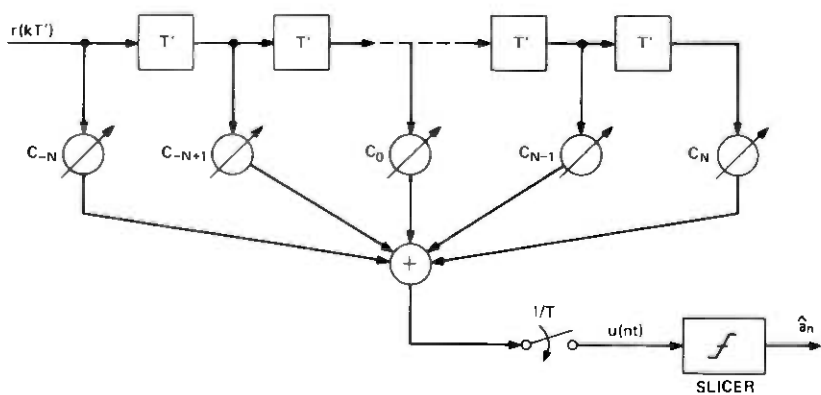 r(kT')
T'
T'
T'
T'
C₋N
C₋N+1
C₀
CN−1
CN
+
1/T
u(nt)
âₙ
SLICER